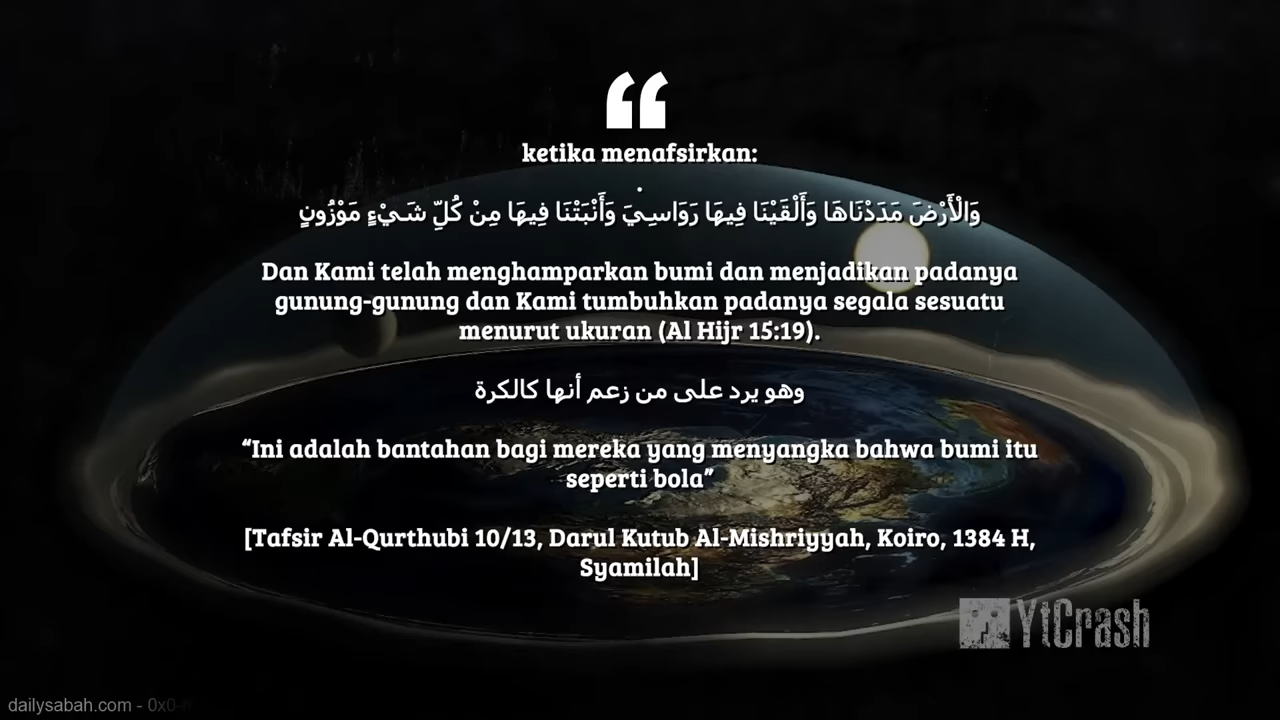 “
ketika menafsirkan:
.
وَالْأَرْضَ مَدَدْنَاهَا وَأَلْقَيْنَا فِيهَا رَوَاسِيَ وَأَنْبَتْنَا فِيهَا مِنْ كُلِّ شَيْءٍ مَوْزُونٍ
Dan Kami telah menghamparkan bumi dan menjadikan padanya
gunung-gunung dan Kami tumbuhkan padanya segala sesuatu
menurut ukuran (Al Hijr 15:19).
وهو يرد على من زعم أنها كالكرة
“Ini adalah bantahan bagi mereka yang menyangka bahwa bumi itu
seperti bola”
[Tafsir Al-Qurthubi 10/13, Darul Kutub Al-Mishriyyah, Koiro, 1384 H,
Syamilah]
YtCrash
dailysabah.com -